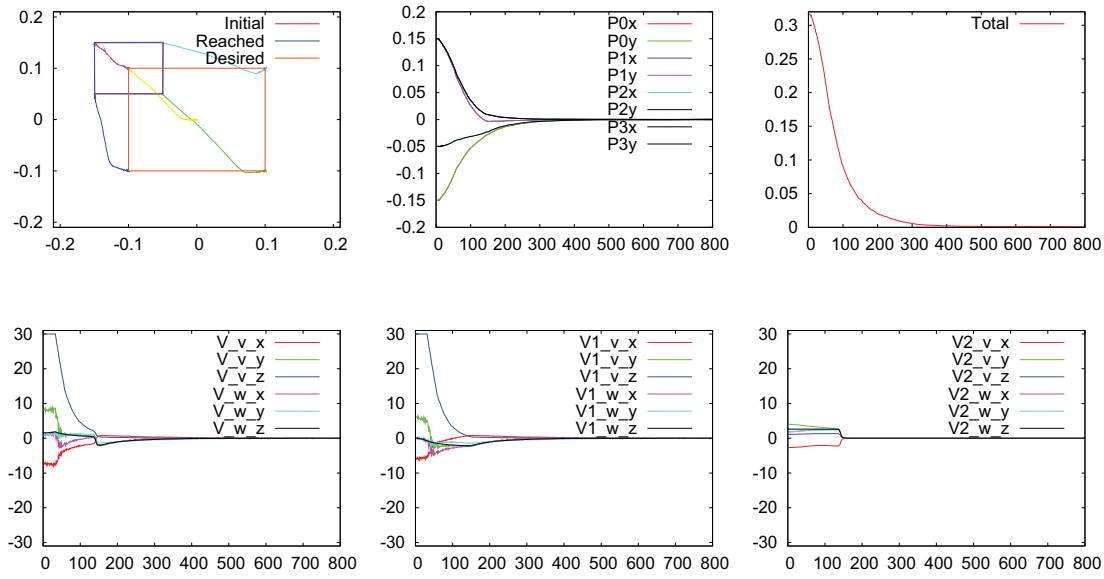 0.2
0.1
0
-0.1
-0.2
-0.2
-0.1
0
0.1
0.2
Initial
Reached
Desired
0.2
0.15
0.1
0.05
0
-0.05
-0.1
-0.15
-0.2
0 100 200 300 400 500 600 700 800
P0x
P0y
P1x
P1y
P2x
P2y
P3x
P3y
0.3
0.25
0.2
0.15
0.1
0.05
0
0 100 200 300 400 500 600 700 800
Total
30
20
10
0
-10
-20
-30
0 100 200 300 400 500 600 700 800
V_v_x
V_v_y
V_v_z
V_w_x
V_w_y
V_w_z
30
20
10
0
-10
-20
-30
0 100 200 300 400 500 600 700 800
V1_v_x
V1_v_y
V1_v_z
V1_w_x
V1_w_y
V1_w_z
30
20
10
0
-10
-20
-30
0 100 200 300 400 500 600 700 800
V2_v_x
V2_v_y
V2_v_z
V2_w_x
V2_w_y
V2_w_z